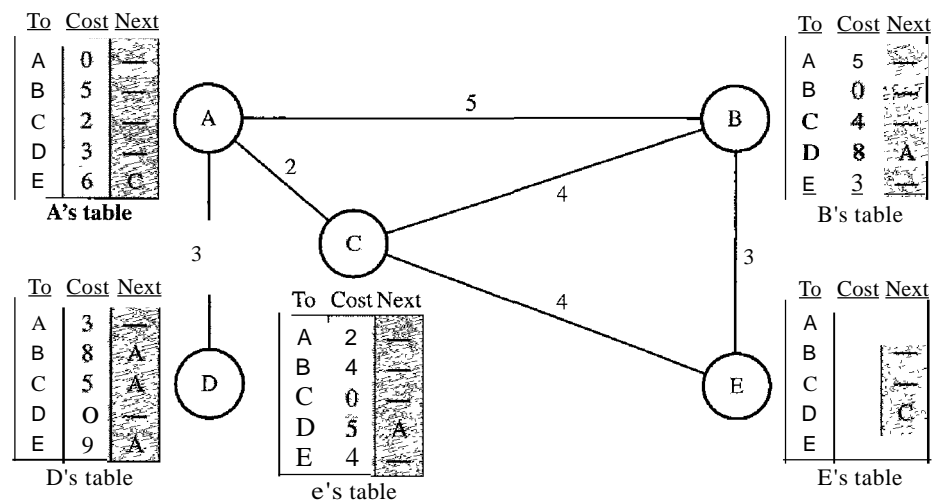 To Cost Next
A 0 —
B 5 —
C 2 —
D 3 —
E 6 C
A's table
To Cost Next
A 5 —
B 0 —
C 4 —
D 8 A
E 3 —
B's table
A
5
B
2
4
C
3
3
4
D
E
To Cost Next
A 3 —
B 8 A
C 5 A
D O —
E 9 A
D's table
To Cost Next
A 2 —
B 4 —
C 0 —
D 5 A
E 4 —
e's table
To Cost Next
A
B —
C —
D C
E
E's table